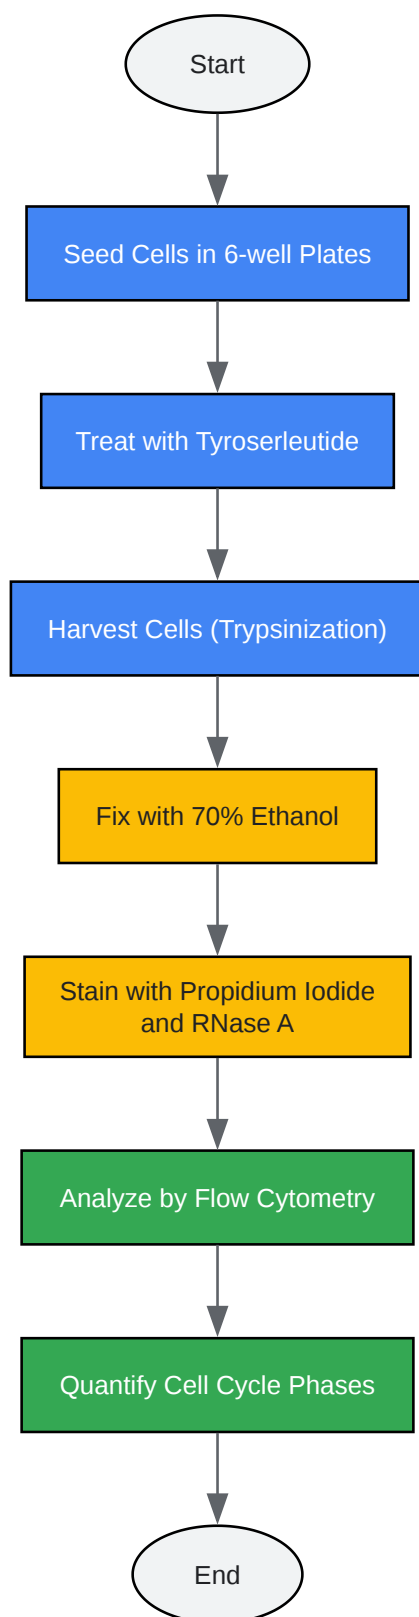 Start
Seed Cells in 6-well Plates
Treat with Tyroserleutide
Harvest Cells (Trypsinization)
Fix with 70% Ethanol
Stain with Propidium Iodide
and RNase A
Analyze by Flow Cytometry
Quantify Cell Cycle Phases
End